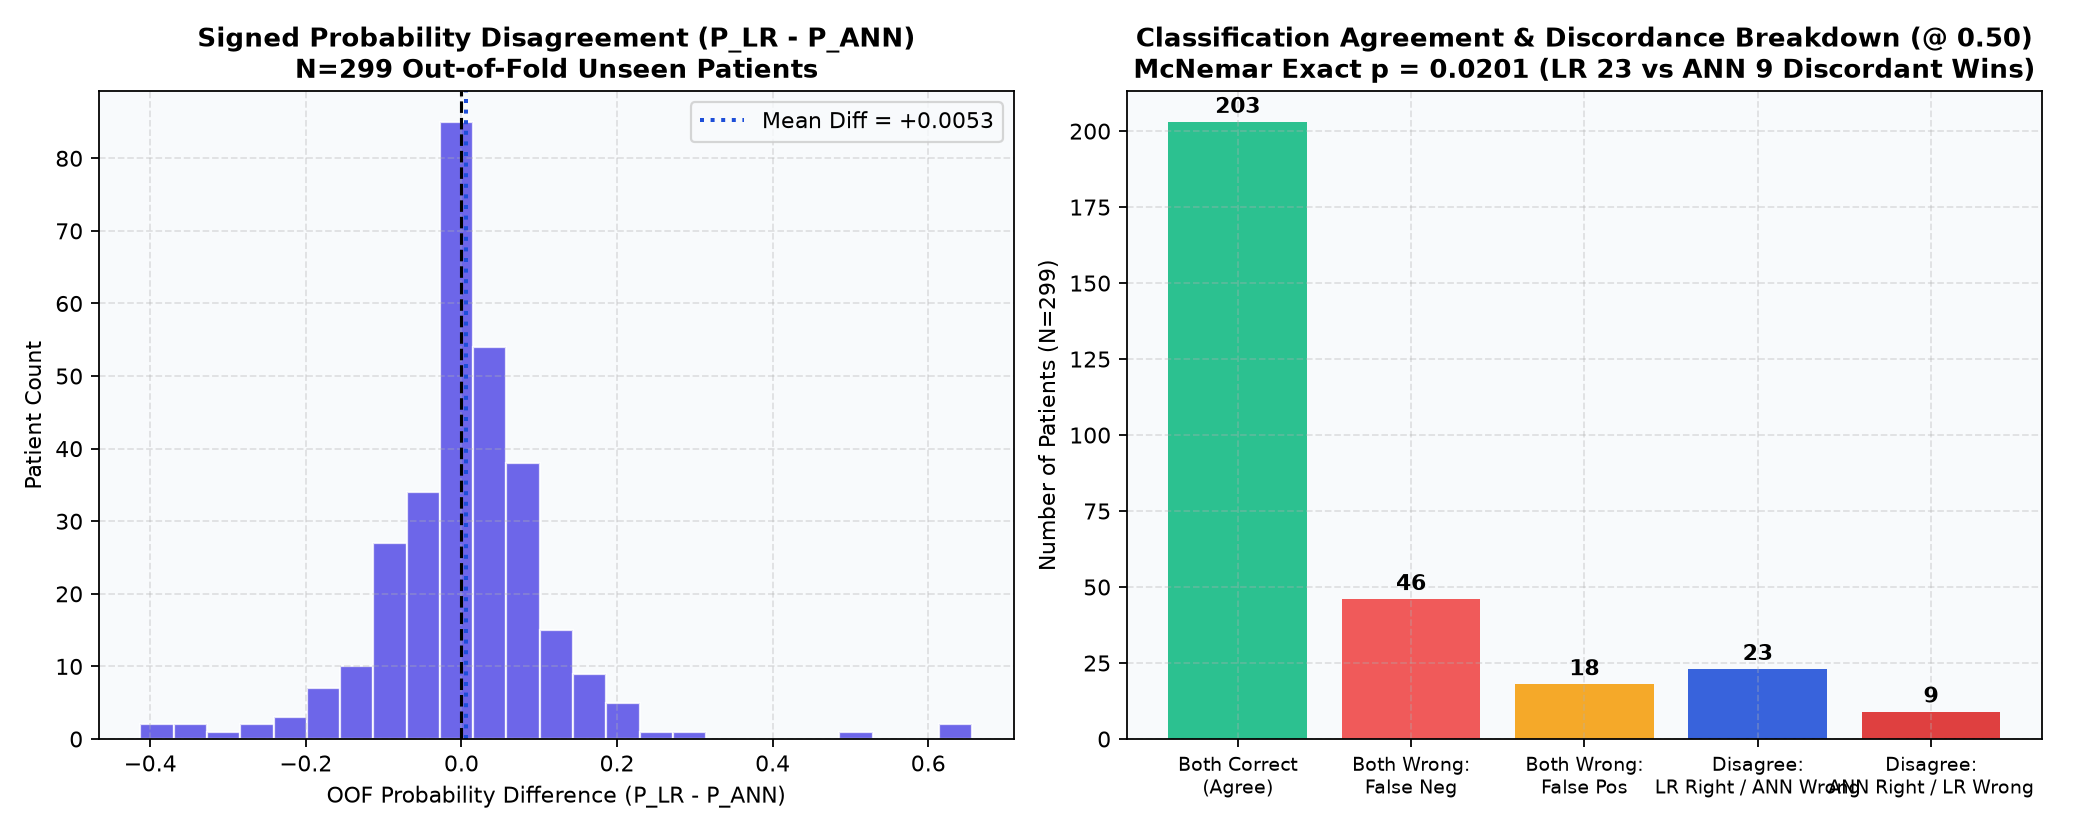 Signed Probability Disagreement (P_LR - P_ANN)
N=299 Out-of-Fold Unseen Patients
Mean Diff = +0.0053
Patient Count
80
70
60
50
40
30
20
10
0
−0.4
−0.2
0.0
0.2
0.4
0.6
OOF Probability Difference (P_LR - P_ANN)
Classification Agreement & Discordance Breakdown (@ 0.50)
McNemar Exact p = 0.0201 (LR 23 vs ANN 9 Discordant Wins)
Number of Patients (N=299)
200
175
150
125
100
75
50
25
0
203
46
18
23
9
Both Correct
(Agree)
Both Wrong:
False Neg
Both Wrong:
False Pos
Disagree:
LR Right / ANN Wrong
Disagree:
ANN Right / LR Wrong